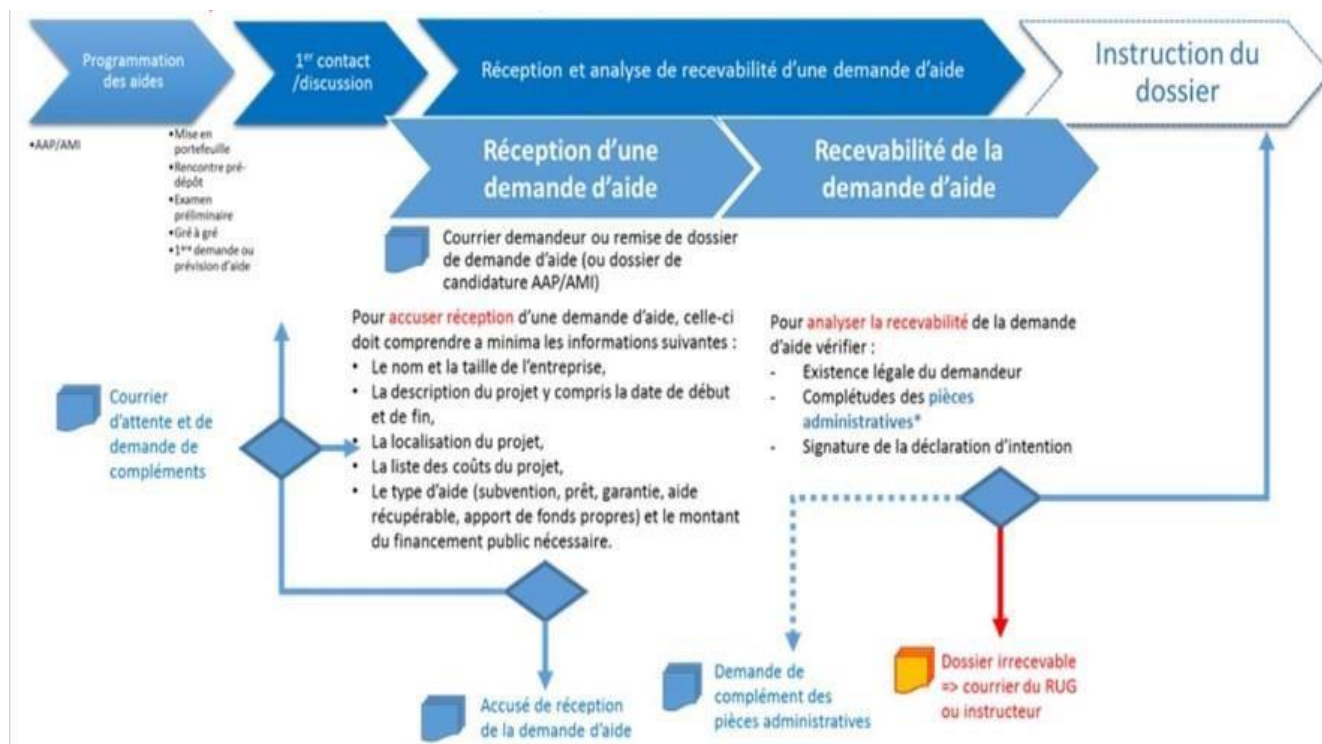 Programmation
des aides
1er contact
/discussion
Réception et analyse de recevabilité d'une demande d'aide
Instruction du
dossier
•AAP/AMI
•Mise en
portefeuille
•Rencontre pré-
dépôt
•Examen
préliminaire
•Gré à gré
•1ère demande ou
prévision d'aide
Réception d'une
demande d'aide
Recevabilité de la
demande d'aide
Courrier demandeur ou remise de dossier
de demande d'aide (ou dossier de
candidature AAP/AMI)
Pour accuser réception d'une demande d'aide, celle-ci
doit comprendre a minima les informations suivantes :
• Le nom et la taille de l'entreprise,
• La description du projet y compris la date de début
et de fin,
• La localisation du projet,
• La liste des coûts du projet,
• Le type d'aide (subvention, prêt, garantie, aide
récupérable, apport de fonds propres) et le montant
du financement public nécessaire.
Pour analyser la recevabilité de la demande
d'aide vérifier :
- Existence légale du demandeur
- Complétudes des pièces
administratives*
- Signature de la déclaration d'intention
Courrier
d'attente et de
demande de
compléments
Accusé de réception
de la demande d'aide
Demande de
complément des
pièces administratives
Dossier irrecevable
=> courrier du RUG
ou instructeur